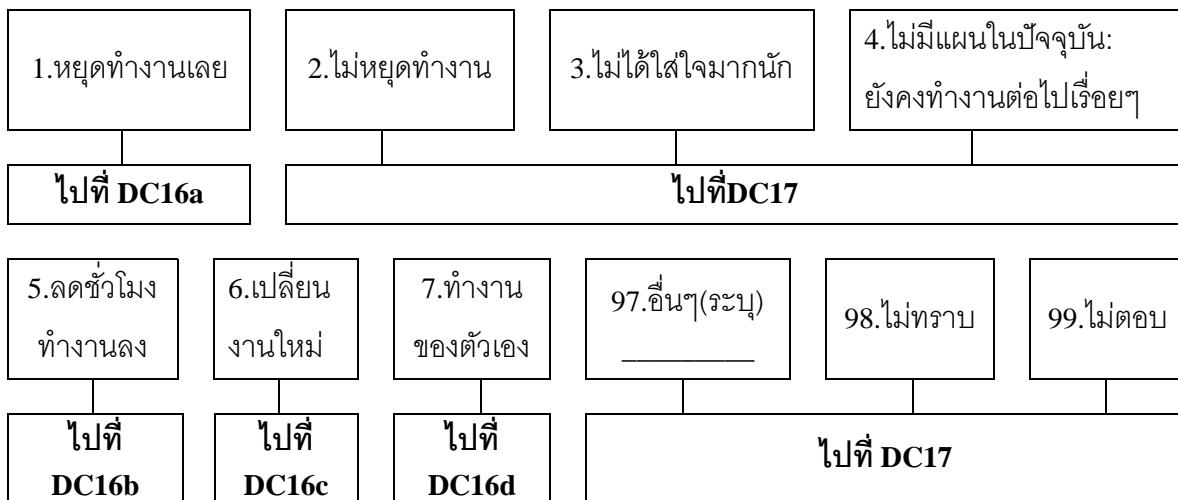 1.หยุดทำงานเลย
2.ไม่หยุดทำงาน
3.ไม่ได้ใส่ใจมากนัก
4.ไม่มีแผนในปัจจุบัน:
ยังคงทำงานต่อไปเรื่อยๆ
ไปที่ DC16a
ไปที่DC17
5.ลดชั่วโมง
ทำงานลง
6.เปลี่ยน
งานใหม่
7.ทำงาน
ของตัวเอง
97.อื่นๆ(ระบุ)
_________
98.ไม่ทราบ
99.ไม่ตอบ
ไปที่
DC16b
ไปที่
DC16c
ไปที่
DC16d
ไปที่ DC17